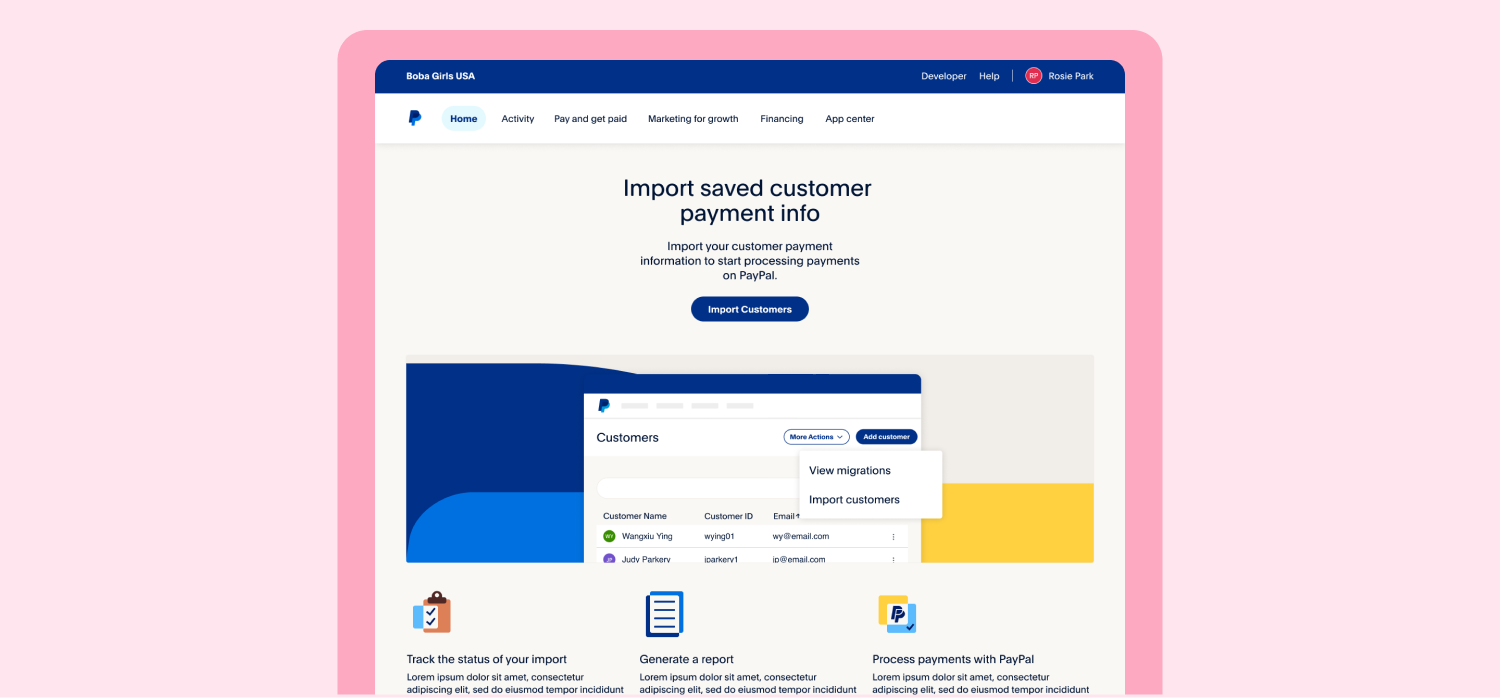 Boba Girls USA
Developer Help RP Rosie Park
Home Activity Pay and get paid Marketing for growth Financing App center
Import saved customer
payment info
Import your customer payment
information to start processing payments
on PayPal.
Import Customers
Customers
More Actions Add customer
View migrations
Import customers
Customer Name Customer ID Email↑
WY Wangxiu Ying wying01 wy@email.com
JP Judy Parkery jparkery1 jp@email.com
Track the status of your import
Lorem ipsum dolor sit amet, consectetur
adipiscing elit, sed do eiusmod tempor incididunt
Generate a report
Lorem ipsum dolor sit amet, consectetur
adipiscing elit, sed do eiusmod tempor incididunt
Process payments with PayPal
Lorem ipsum dolor sit amet, consectetur
adipiscing elit, sed do eiusmod tempor incididunt